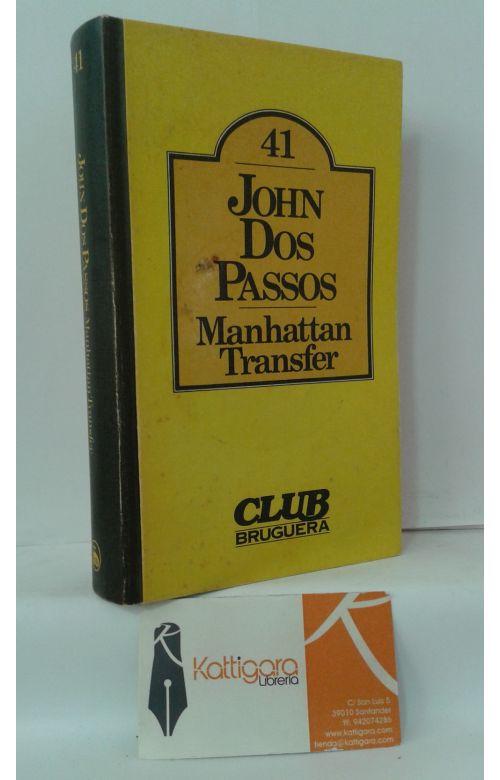 41
JOHN DOS PASSOS Manhattan Transfer
41
JOHN
DOS
PASSOS
Manhattan
Transfer
CLUB
BRUGUERA
Kattigara
Librería
C/ San Luis 5
39010 Santander
tlf: 942074286
www.kattigara.com
tienda@kattigara.com